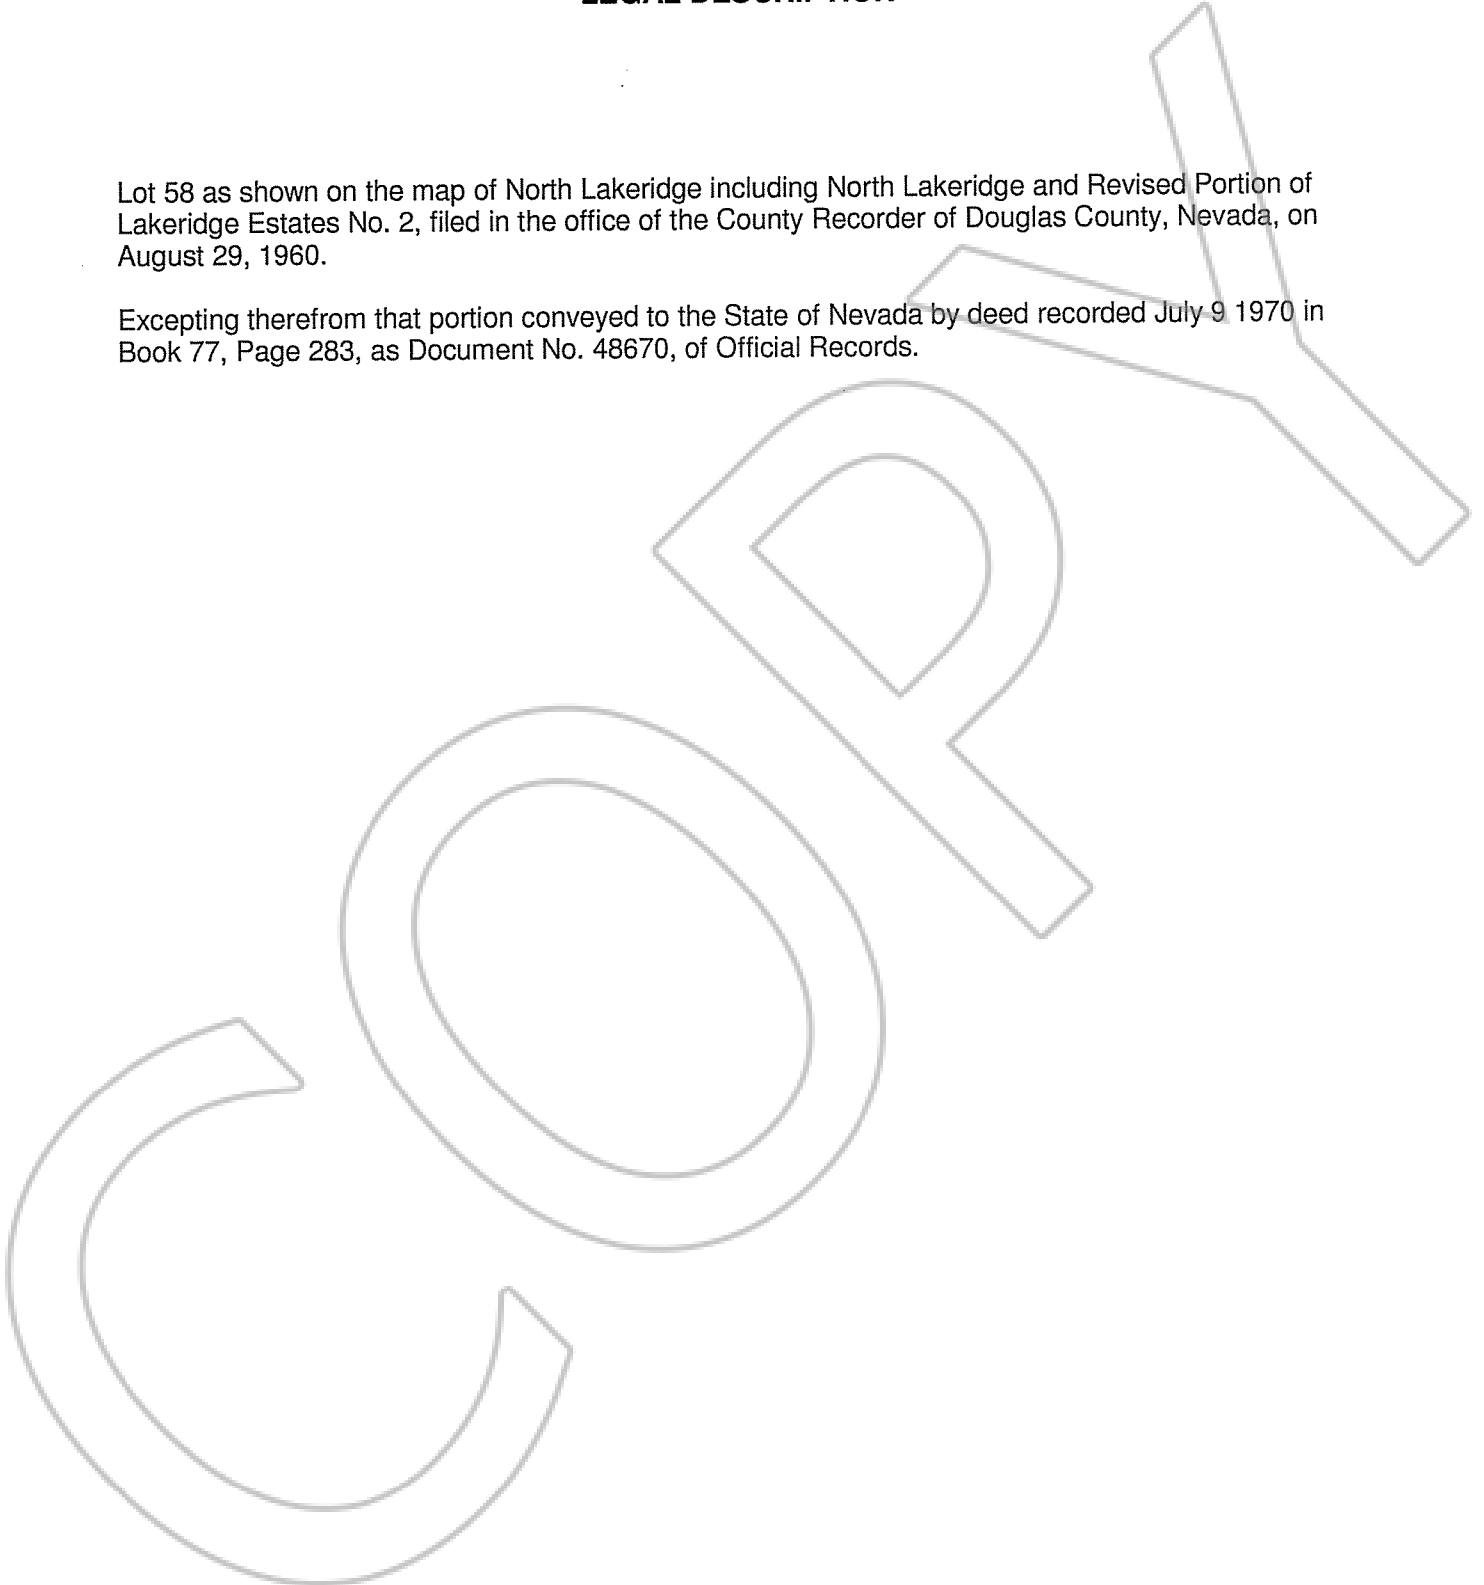 LEGAL DESCRIPTION
Lot 58 as shown on the map of North Lakeridge including North Lakeridge and Revised Portion of
Lakeridge Estates No. 2, filed in the office of the County Recorder of Douglas County, Nevada, on
August 29, 1960.
Excepting therefrom that portion conveyed to the State of Nevada by deed recorded July 9 1970 in
Book 77, Page 283, as Document No. 48670, of Official Records.
COPY